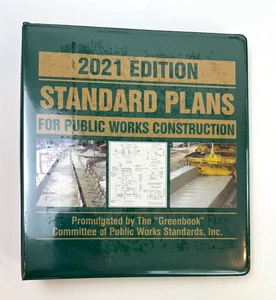 2021 EDITION
STANDARD PLANS
FOR PUBLIC WORKS CONSTRUCTION
Promulgated by The "Greenbook"
Committee of Public Works Standards, Inc.